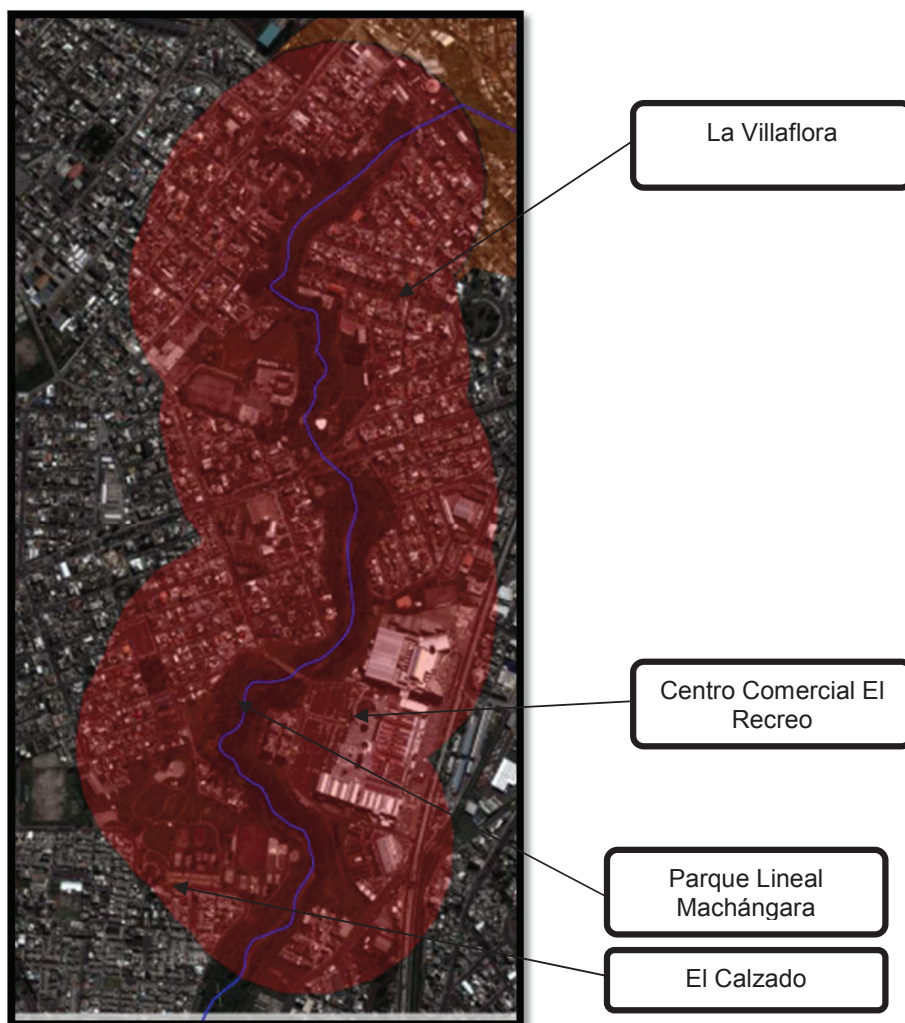 La Villaflora
Centro Comercial El
Recreo
Parque Lineal
Machángara
El Calzado